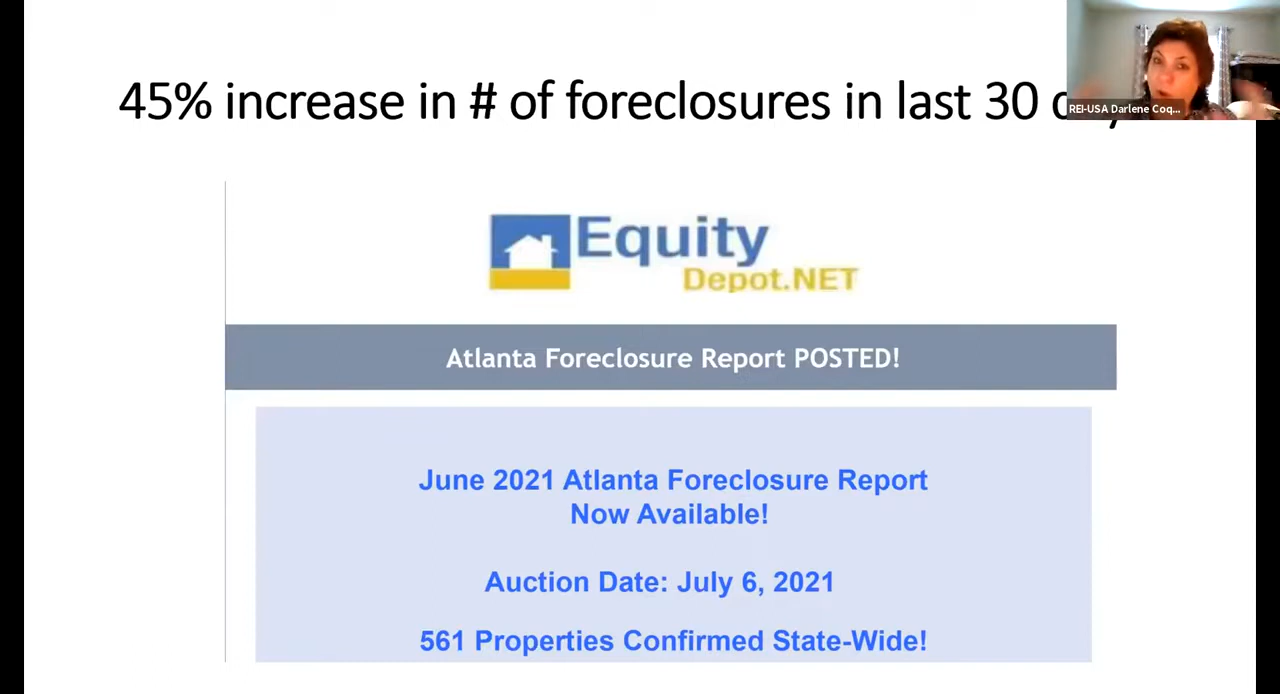 45% increase in # of foreclosures in last 30
REI-USA Darlene Coq...
Equity
Depot.NET
Atlanta Foreclosure Report POSTED!
June 2021 Atlanta Foreclosure Report
Now Available!
Auction Date: July 6, 2021
561 Properties Confirmed State-Wide!